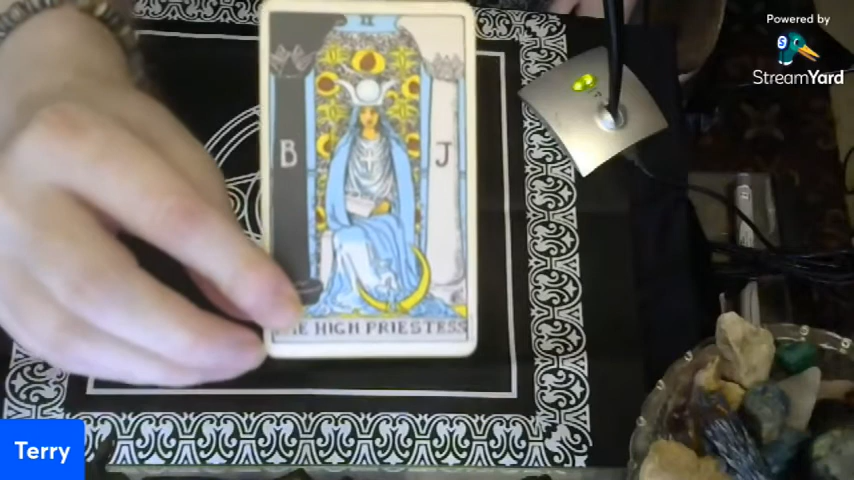 Powered by
StreamYard
II
B J
THE HIGH PRIESTESS
Terry